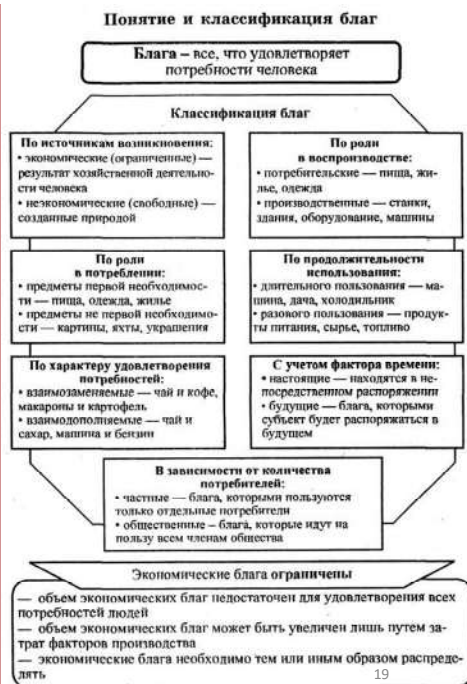 Понятие и классификация благ
Блага – все, что удовлетворяет
потребности человека
Классификация благ
По источникам возникновения:
• экономические (ограниченные) —
результат хозяйственной деятельно-
сти человека
• неэкономические (свободные) —
созданные природой
По роли
в воспроизводстве:
• потребительские — пища, жи-
лье, одежда
• производственные — станки,
здания, оборудование, машины
По роли
в потреблении:
• предметы первой необходимос-
ти — пища, одежда, жилье
• предметы не первой необходимо-
сти — картины, яхты, украшения
По продолжительности
использования:
• длительного пользования — ма-
шина, дача, холодильник
• разового пользования — продук-
ты питания, сырье, топливо
По характеру удовлетворения
потребностей:
• взаимозаменяемые — чай и кофе,
макароны и картофель
• взаимодополняемые — чай и
сахар, машина и бензин
С учетом фактора времени:
• настоящие — находятся в не-
посредственном распоряжении
• будущие — блага, которыми
субъект будет распоряжаться в
будущем
В зависимости от количества
потребителей:
• частные — блага, которыми пользуются
только отдельные потребители
• общественные – блага, которые идут на
пользу всем членам общества
Экономические блага ограничены
— объем экономических благ недостаточен для удовлетворения всех
потребностей людей
— объем экономических благ может быть увеличен лишь путем за-
трат факторов производства
— экономические блага необходимо тем или иным образом распреде-
лять
19